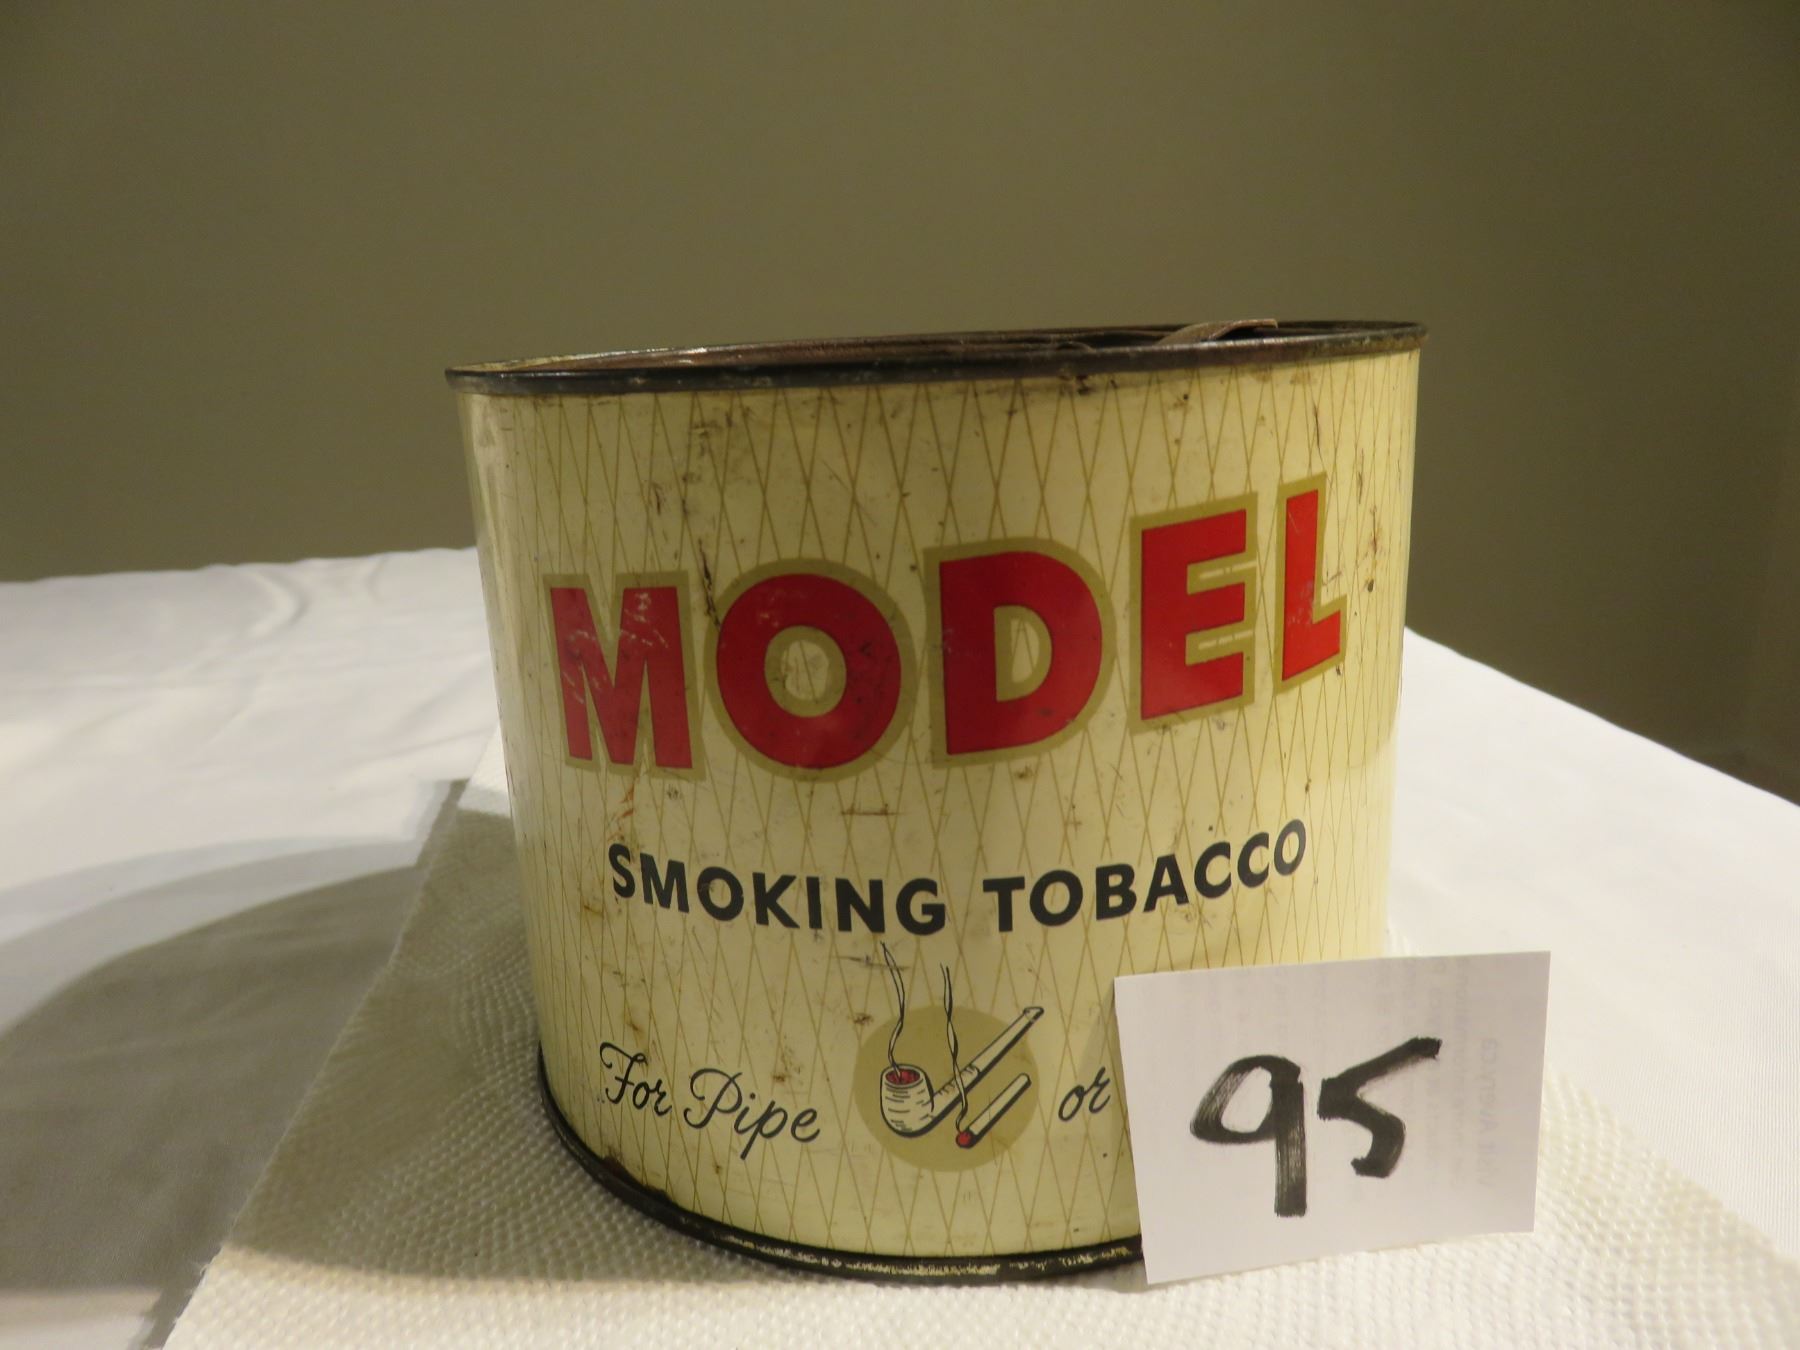 MODEL
SMOKING TOBACCO
For Pipe or
95